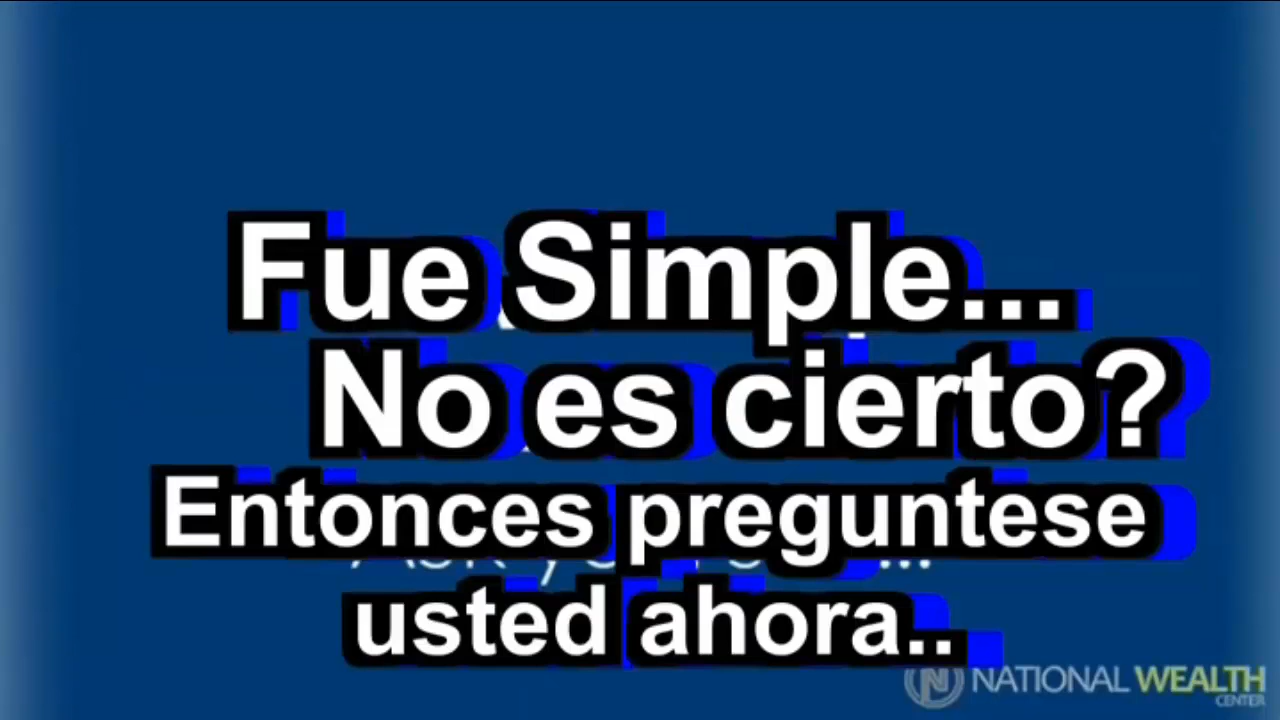 Fue Simple...
No es cierto?
Entonces preguntese
usted ahora..
NATIONAL WEALTH
CENTER